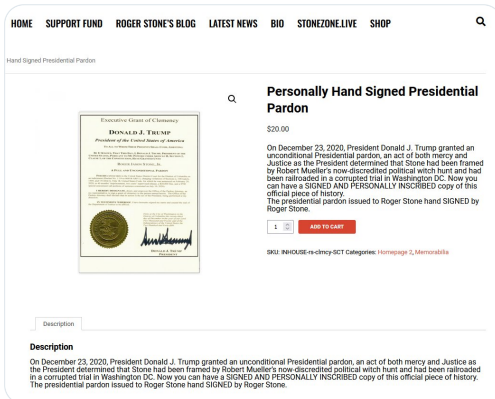 HOME SUPPORT FUND ROGER STONE'S BLOG LATEST NEWS BIO STONEZONE.LIVE SHOP
Hand Signed Presidential Pardon
Executive Grant of Clemency
DONALD J. TRUMP
President of the United States of America
DONALD J. TRUMP
PRESIDENT
Personally Hand Signed Presidential
Pardon
$20.00
On December 23, 2020, President Donald J. Trump granted an
unconditional Presidential pardon, an act of both mercy and
Justice as the President determined that Stone had been framed
by Robert Mueller's now-discredited political witch hunt and had
been railroaded in a corrupted trial in Washington DC. Now you
can have a SIGNED AND PERSONALLY INSCRIBED copy of this
official piece of history.
The presidential pardon issued to Roger Stone hand SIGNED by
Roger Stone.
1 ADD TO CART
SKU: INHOUSE-rs-clmcy-SCT Categories: Homepage 2, Memorabilia
Description
Description
On December 23, 2020, President Donald J. Trump granted an unconditional Presidential pardon, an act of both mercy and Justice as
the President determined that Stone had been framed by Robert Mueller's now-discredited political witch hunt and had been railroaded
in a corrupted trial in Washington DC. Now you can have a SIGNED AND PERSONALLY INSCRIBED copy of this official piece of history.
The presidential pardon issued to Roger Stone hand SIGNED by Roger Stone.